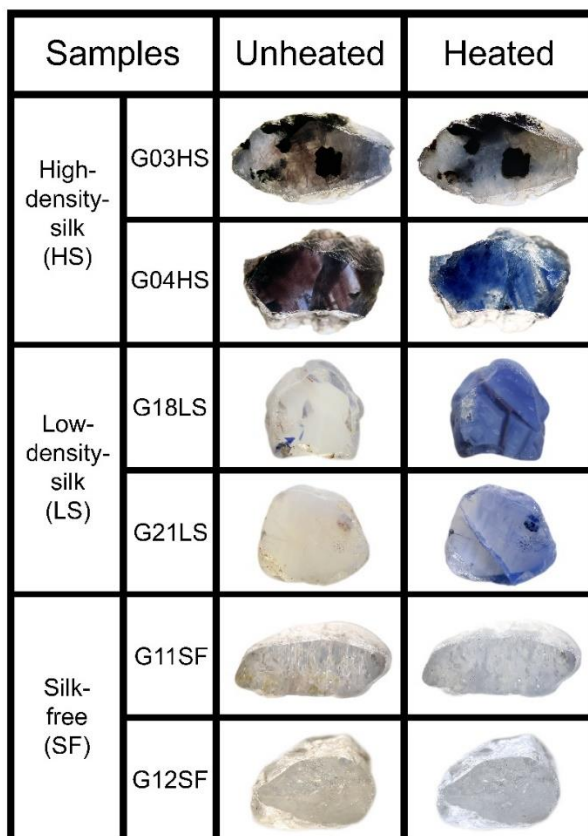 Samples Unheated Heated
High-
density-
silk
(HS)
G03HS
G04HS
Low-
density-
silk
(LS)
G18LS
G21LS
Silk-
free
(SF)
G11SF
G12SF